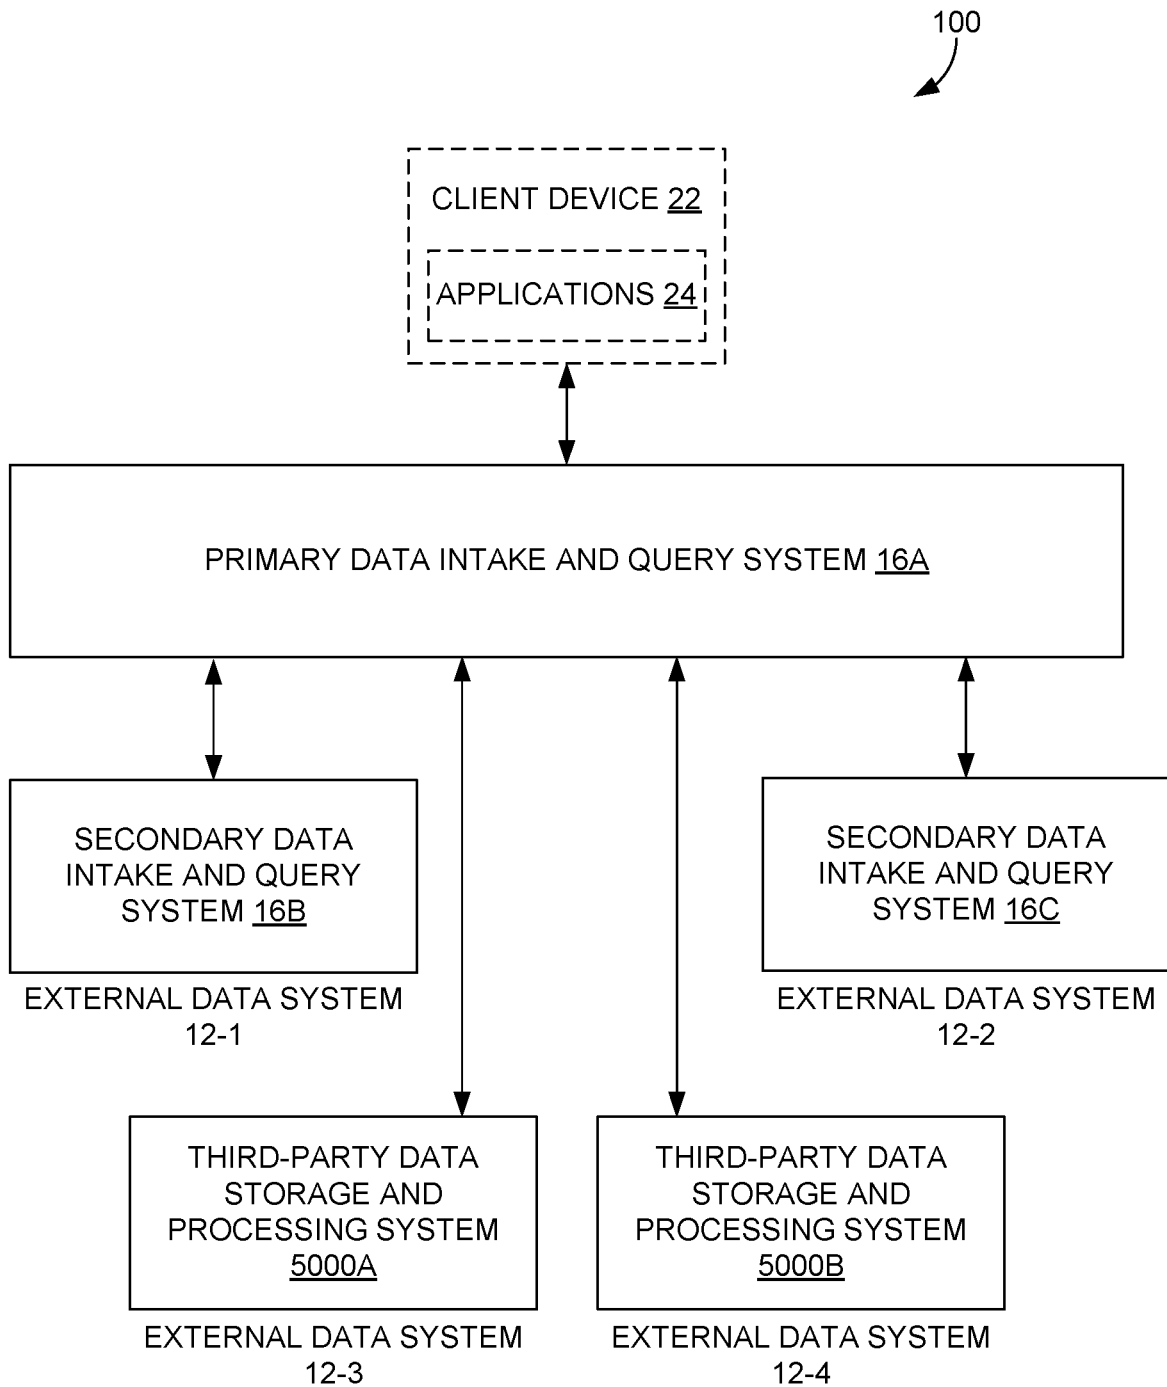 100
CLIENT DEVICE 22
APPLICATIONS 24
PRIMARY DATA INTAKE AND QUERY SYSTEM 16A
SECONDARY DATA
INTAKE AND QUERY
SYSTEM 16B
EXTERNAL DATA SYSTEM
12-1
SECONDARY DATA
INTAKE AND QUERY
SYSTEM 16C
EXTERNAL DATA SYSTEM
12-2
THIRD-PARTY DATA
STORAGE AND
PROCESSING SYSTEM
5000A
EXTERNAL DATA SYSTEM
12-3
THIRD-PARTY DATA
STORAGE AND
PROCESSING SYSTEM
5000B
EXTERNAL DATA SYSTEM
12-4